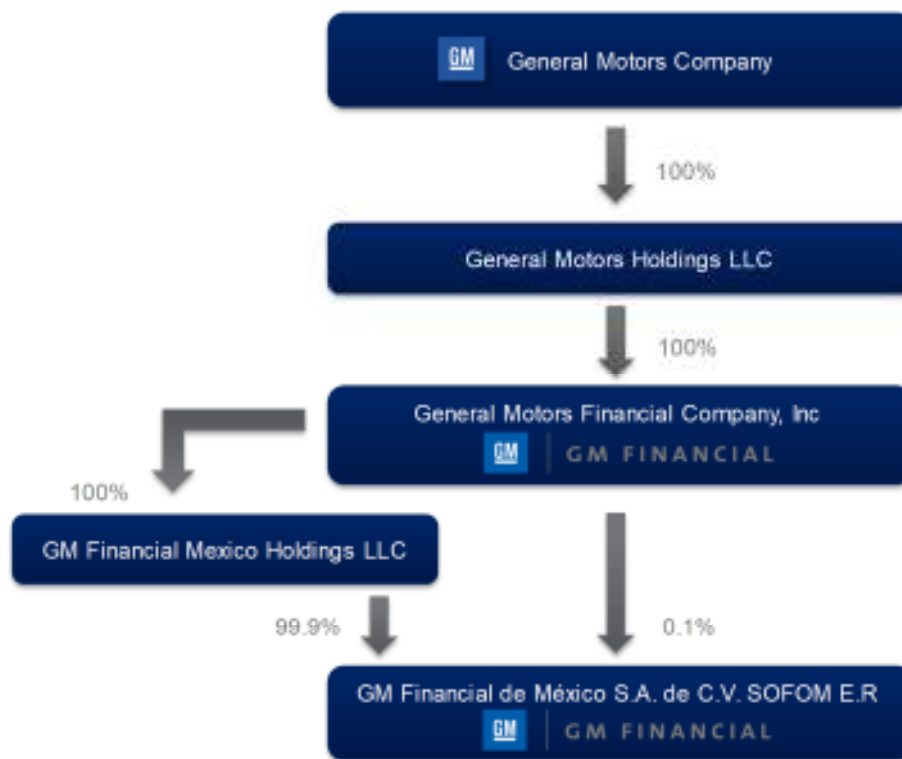 GM General Motors Company
100%
General Motors Holdings LLC
100%
General Motors Financial Company, Inc
GM GM FINANCIAL
100%
GM Financial Mexico Holdings LLC
99.9%
0.1%
GM Financial de México S.A. de C.V. SOFOM E.R
GM GM FINANCIAL